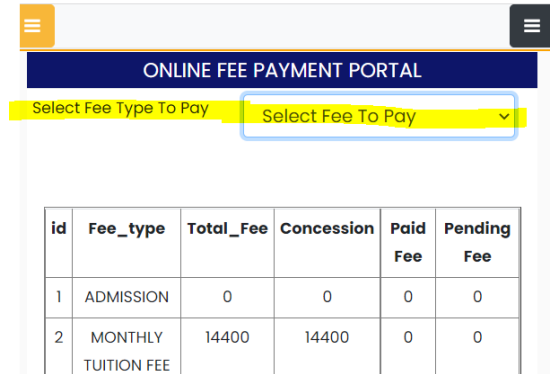 ONLINE FEE PAYMENT PORTAL
Select Fee Type To Pay Select Fee To Pay
id Fee_type Total_Fee Concession Paid Fee Pending Fee
1 ADMISSION 0 0 0 0
2 MONTHLY TUITION FEE 14400 14400 0 0